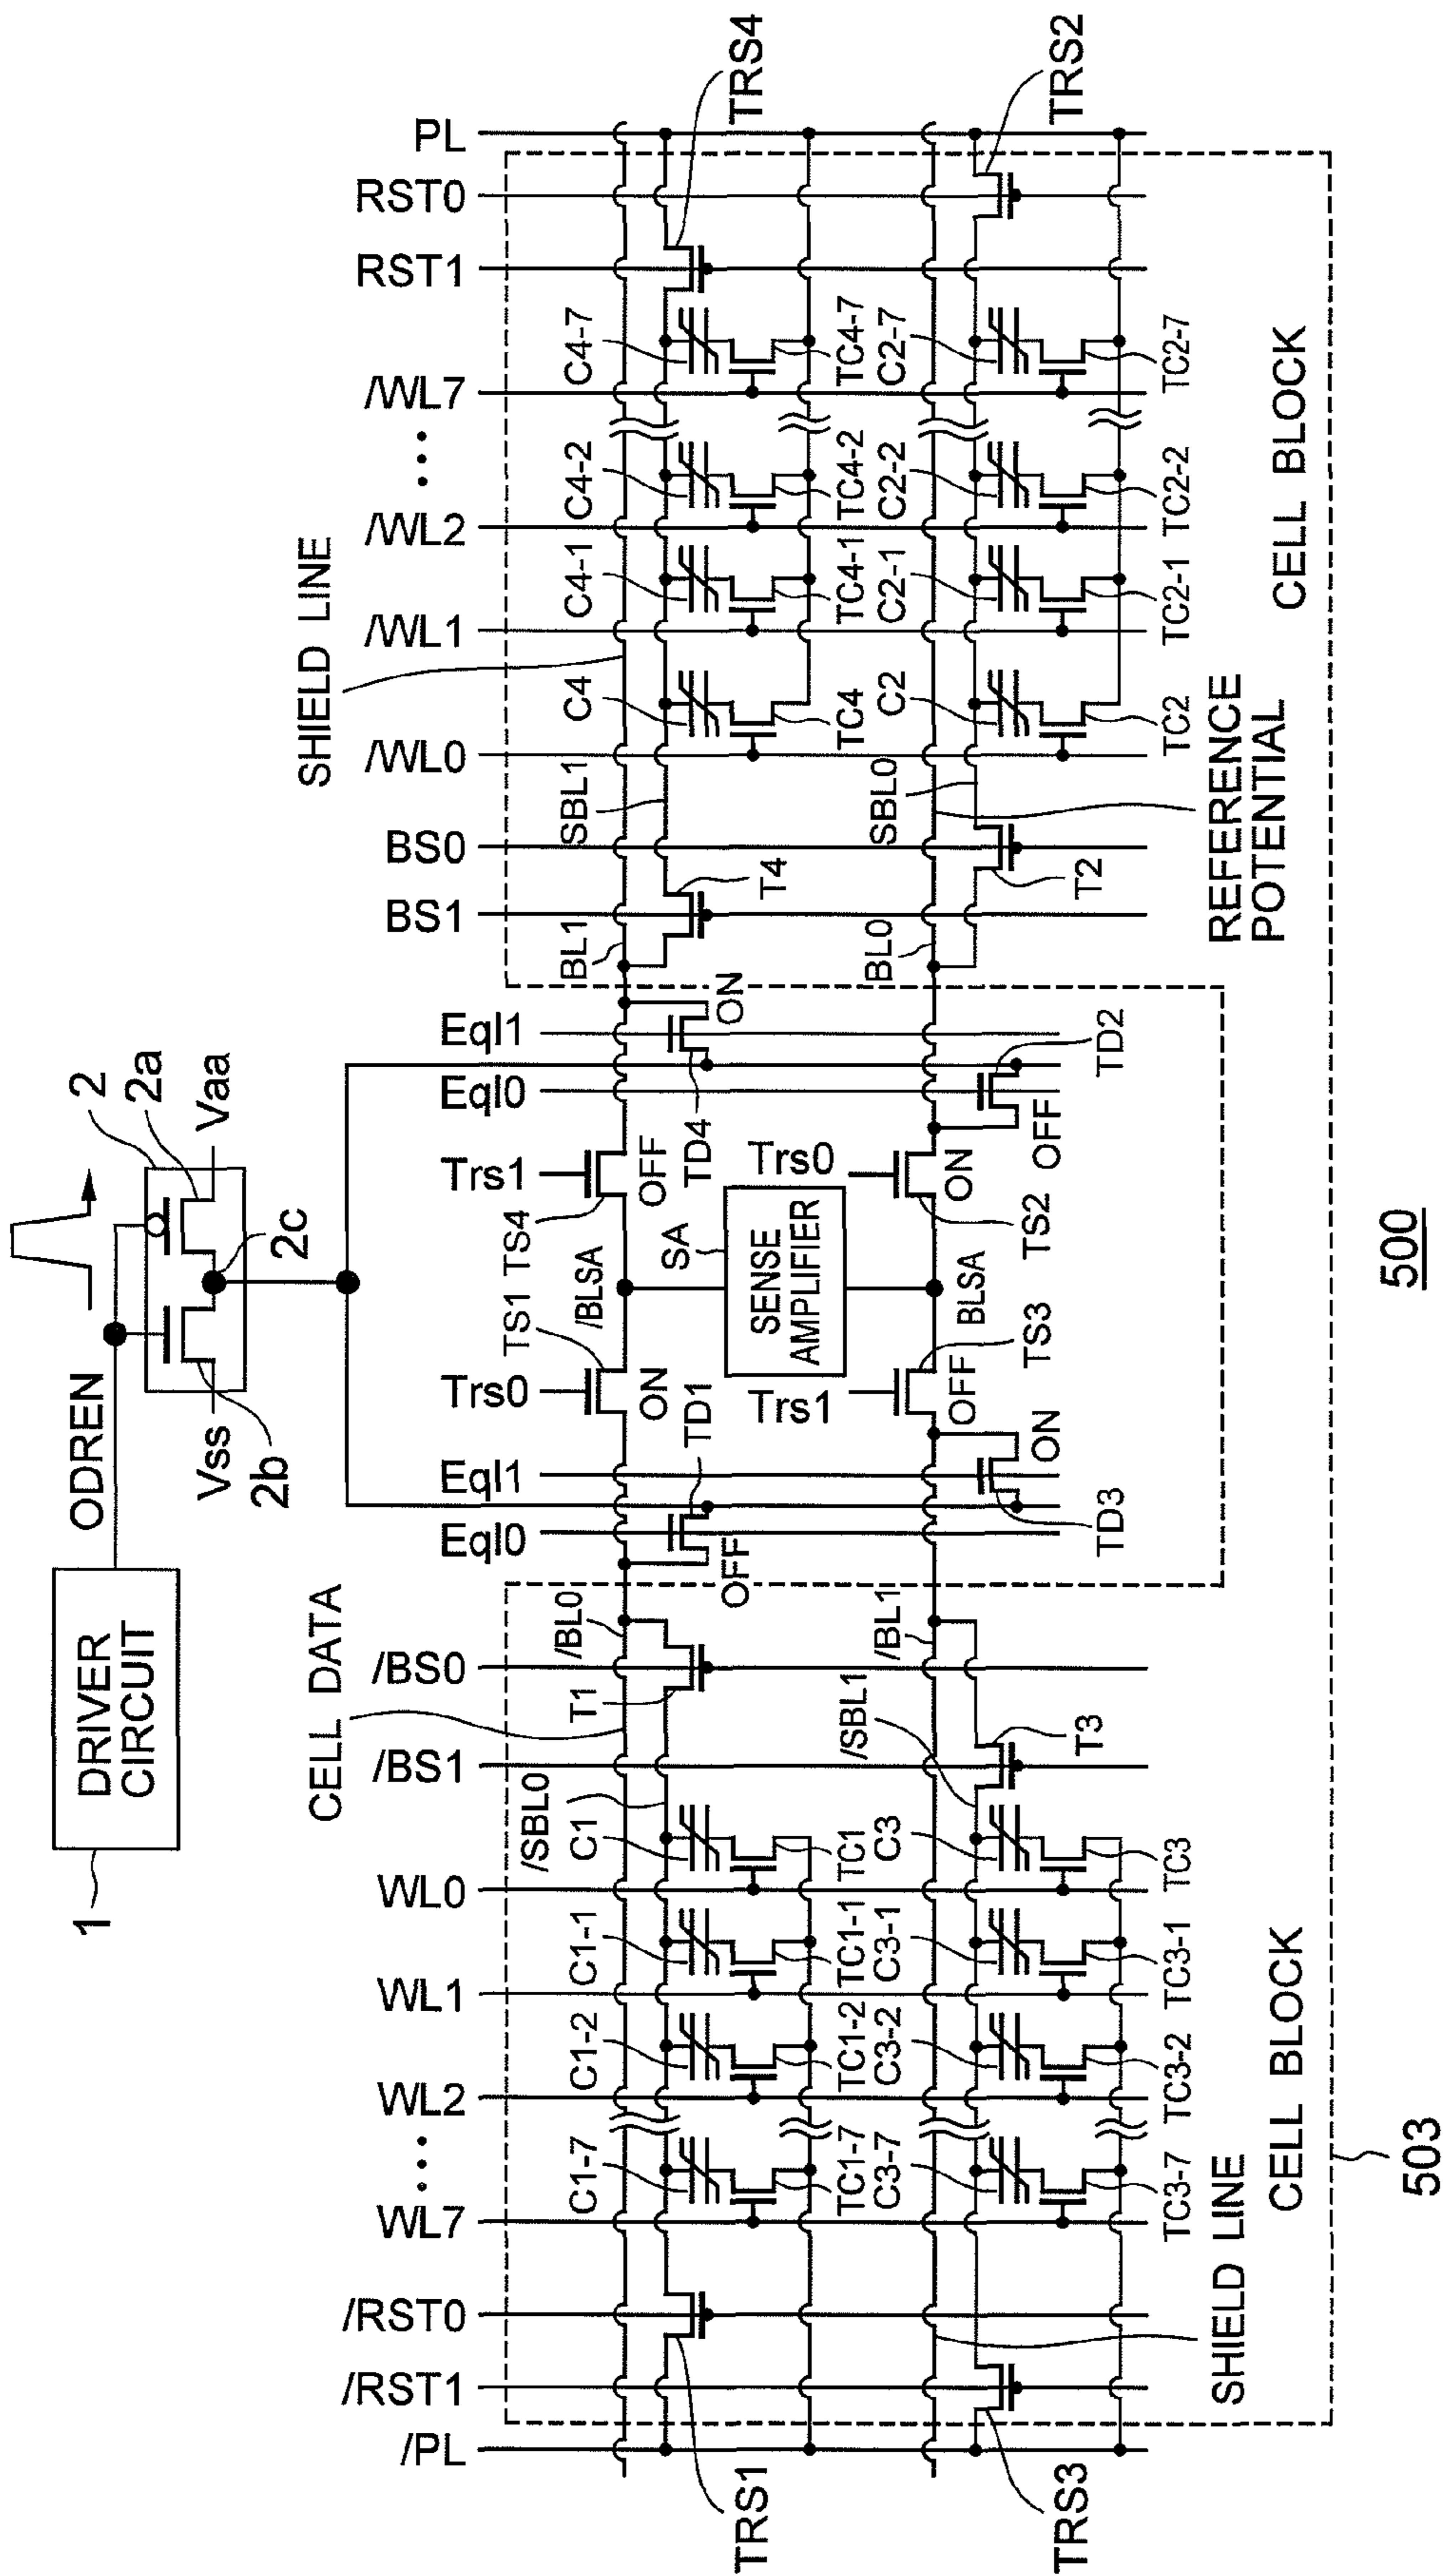 1
DRIVER
CIRCUIT
ODREN
2
2a
2b
2c
Vss
Vaa
/PL
/RST1
/RST0
WL7
...
WL2
WL1
WL0
/BS1
/BS0
Eql0
Eql1
Trs0
Trs1
Eql0
Eql1
BS1
BS0
/WL0
/WL1
/WL2
...
/WL7
RST1
RST0
PL
CELL DATA
SHIELD LINE
TRS1
C1-7
C1-2
C1-1
C1
/SBL0
T1
/BL0
OFF
TD1
ON
TS1
/BLSA
TS4
OFF
TD4
ON
BL1
T4
SBL1
C4
C4-1
C4-2
C4-7
TRS4
TC1-7
TC1-2
TC1-1
TC1
SA
SENSE
AMPLIFIER
TC4
TC4-1
TC4-2
TC4-7
TRS3
C3-7
C3-2
C3-1
C3
/SBL1
T3
/BL1
TD3
ON
Trs1
OFF
TS3
BLSA
TS2
Trs0
ON
OFF
TD2
BL0
T2
SBL0
C2
C2-1
C2-2
C2-7
TRS2
TC3-7
TC3-2
TC3-1
TC3
TC2
TC2-1
TC2-2
TC2-7
SHIELD LINE
REFERENCE
POTENTIAL
CELL BLOCK
CELL BLOCK
503
500